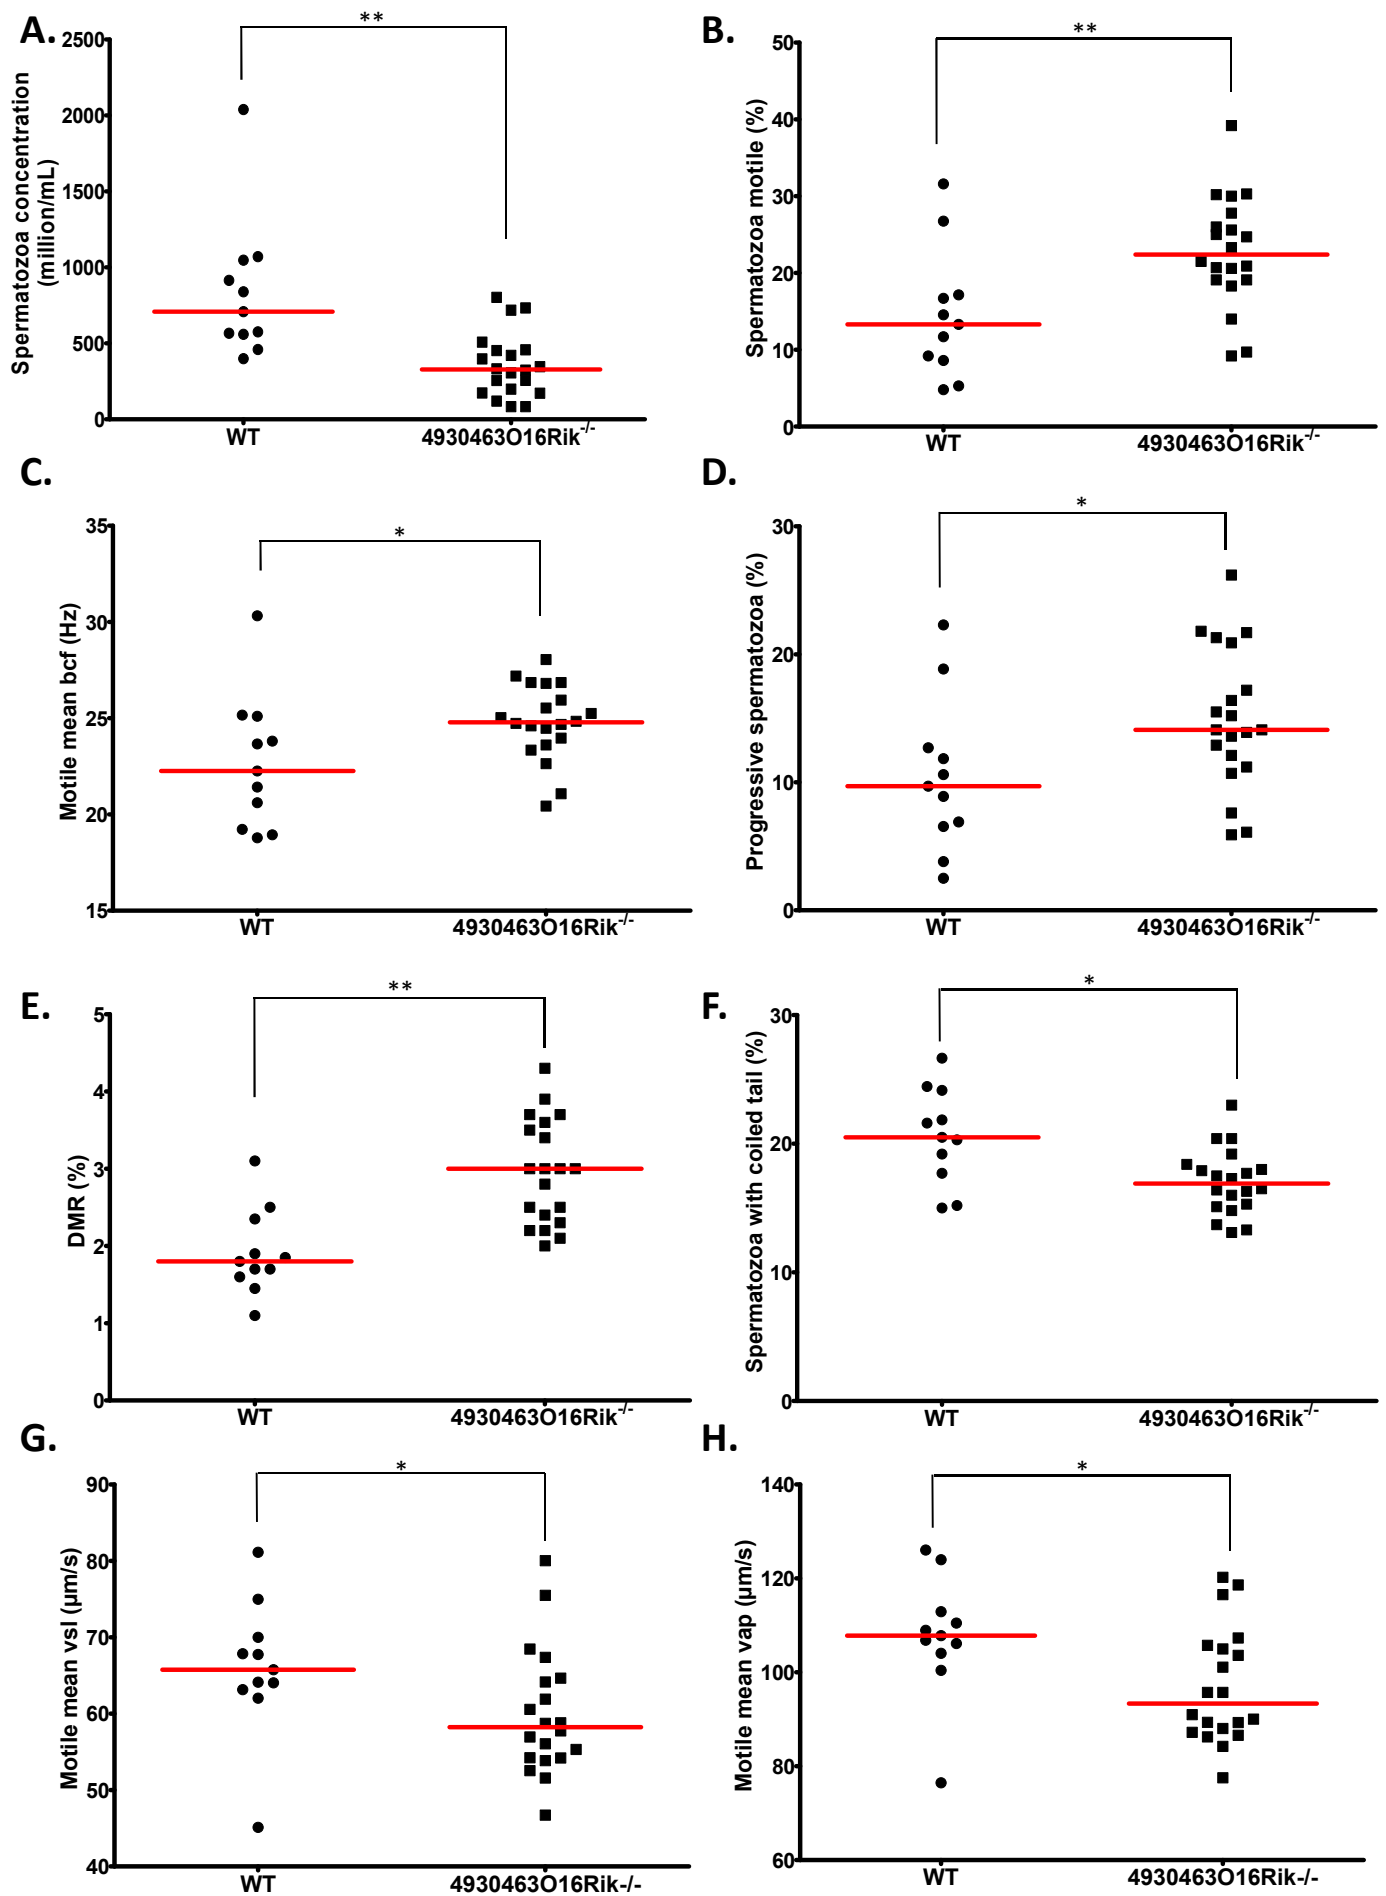 A.
**
Spermatozoa concentration
(million/mL)
2500
2000
1500
1000
500
0
WT
4930463O16Rik-/-
B.
**
Spermatozoa motile (%)
50
40
30
20
10
0
WT
4930463O16Rik-/-
C.
*
Motile mean bcf (Hz)
35
30
25
20
15
WT
4930463O16Rik-/-
D.
*
Progressive spermatozoa (%)
30
20
10
0
WT
4930463O16Rik-/-
E.
**
DMR (%)
5
4
3
2
1
0
WT
4930463O16Rik-/-
F.
*
Spermatozoa with coiled tail (%)
30
20
10
0
WT
4930463O16Rik-/-
G.
*
Motile mean vsl (µm/s)
90
80
70
60
50
40
WT
4930463O16Rik-/-
H.
*
Motile mean vap (µm/s)
140
120
100
80
60
WT
4930463O16Rik-/-